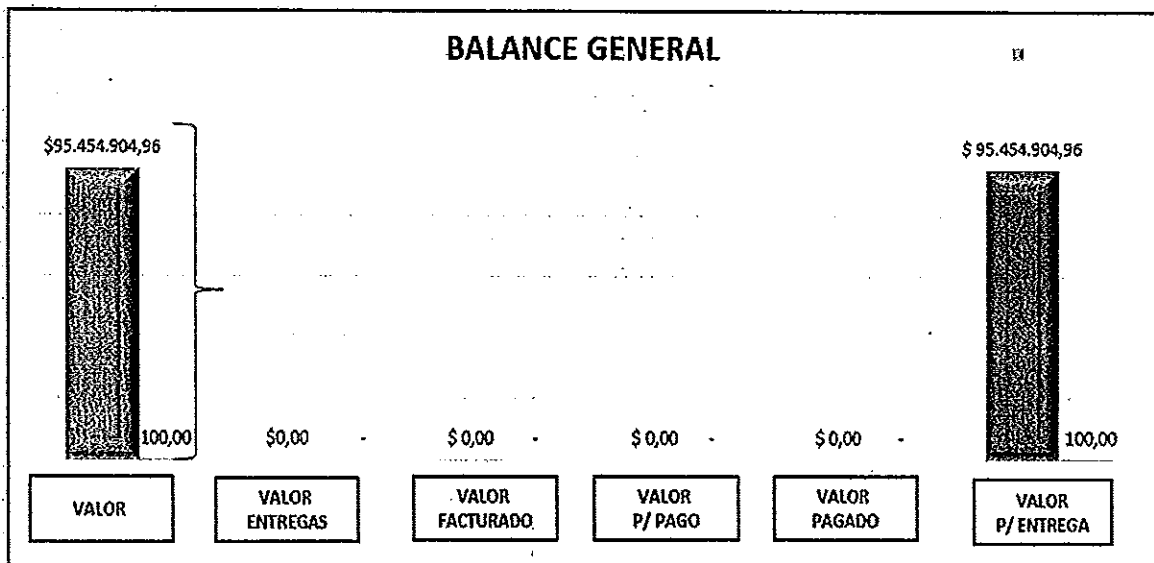 BALANCE GENERAL
$95.454.904,96
$ 95.454.904,96
100,00
$0,00 -
$ 0,00 -
$ 0,00 -
$ 0,00 -
100,00
VALOR
VALOR
ENTREGAS
VALOR
FACTURADO
VALOR
P/ PAGO
VALOR
PAGADO
VALOR
P/ ENTREGA